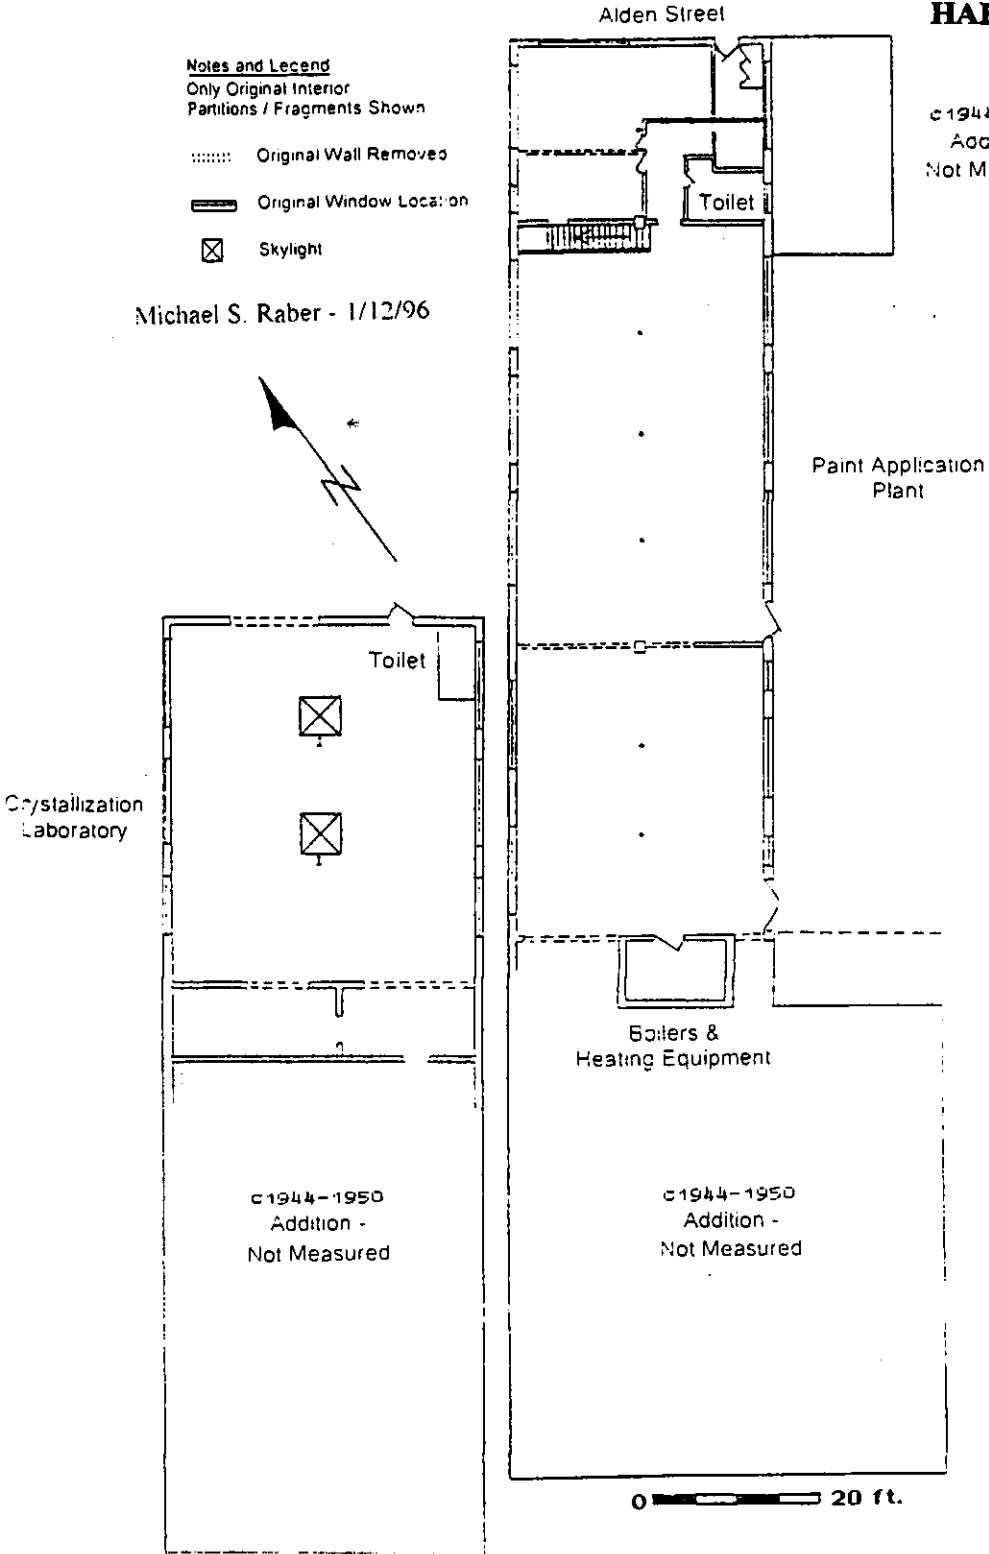 Alden Street
Notes and Legend
Only Original Interior
Partitions / Fragments Shown
Original Wall Removed
Original Window Location
Skylight
Michael S. Raber - 1/12/96
Not M
Toilet
Paint Application
Plant
Toilet
Crystallization
Laboratory
Boilers &
Heating Equipment
c1944-1950
Addition -
Not Measured
c1944-1950
Addition -
Not Measured
0 20 ft.